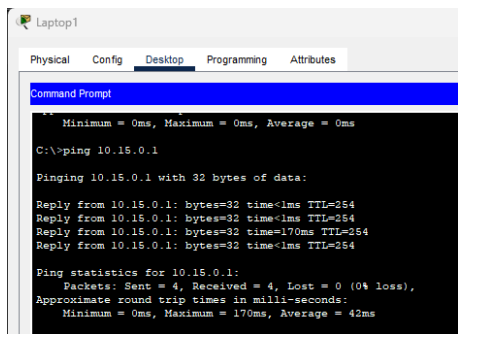 Laptop1
Physical Config Desktop Programming Attributes
Command Prompt
Minimum = 0ms, Maximum = 0ms, Average = 0ms
C:\>ping 10.15.0.1
Pinging 10.15.0.1 with 32 bytes of data:
Reply from 10.15.0.1: bytes=32 time<1ms TTL=254
Reply from 10.15.0.1: bytes=32 time<1ms TTL=254
Reply from 10.15.0.1: bytes=32 time=170ms TTL=254
Reply from 10.15.0.1: bytes=32 time<1ms TTL=254
Ping statistics for 10.15.0.1:
Packets: Sent = 4, Received = 4, Lost = 0 (0% loss),
Approximate round trip times in milli-seconds:
Minimum = 0ms, Maximum = 170ms, Average = 42ms